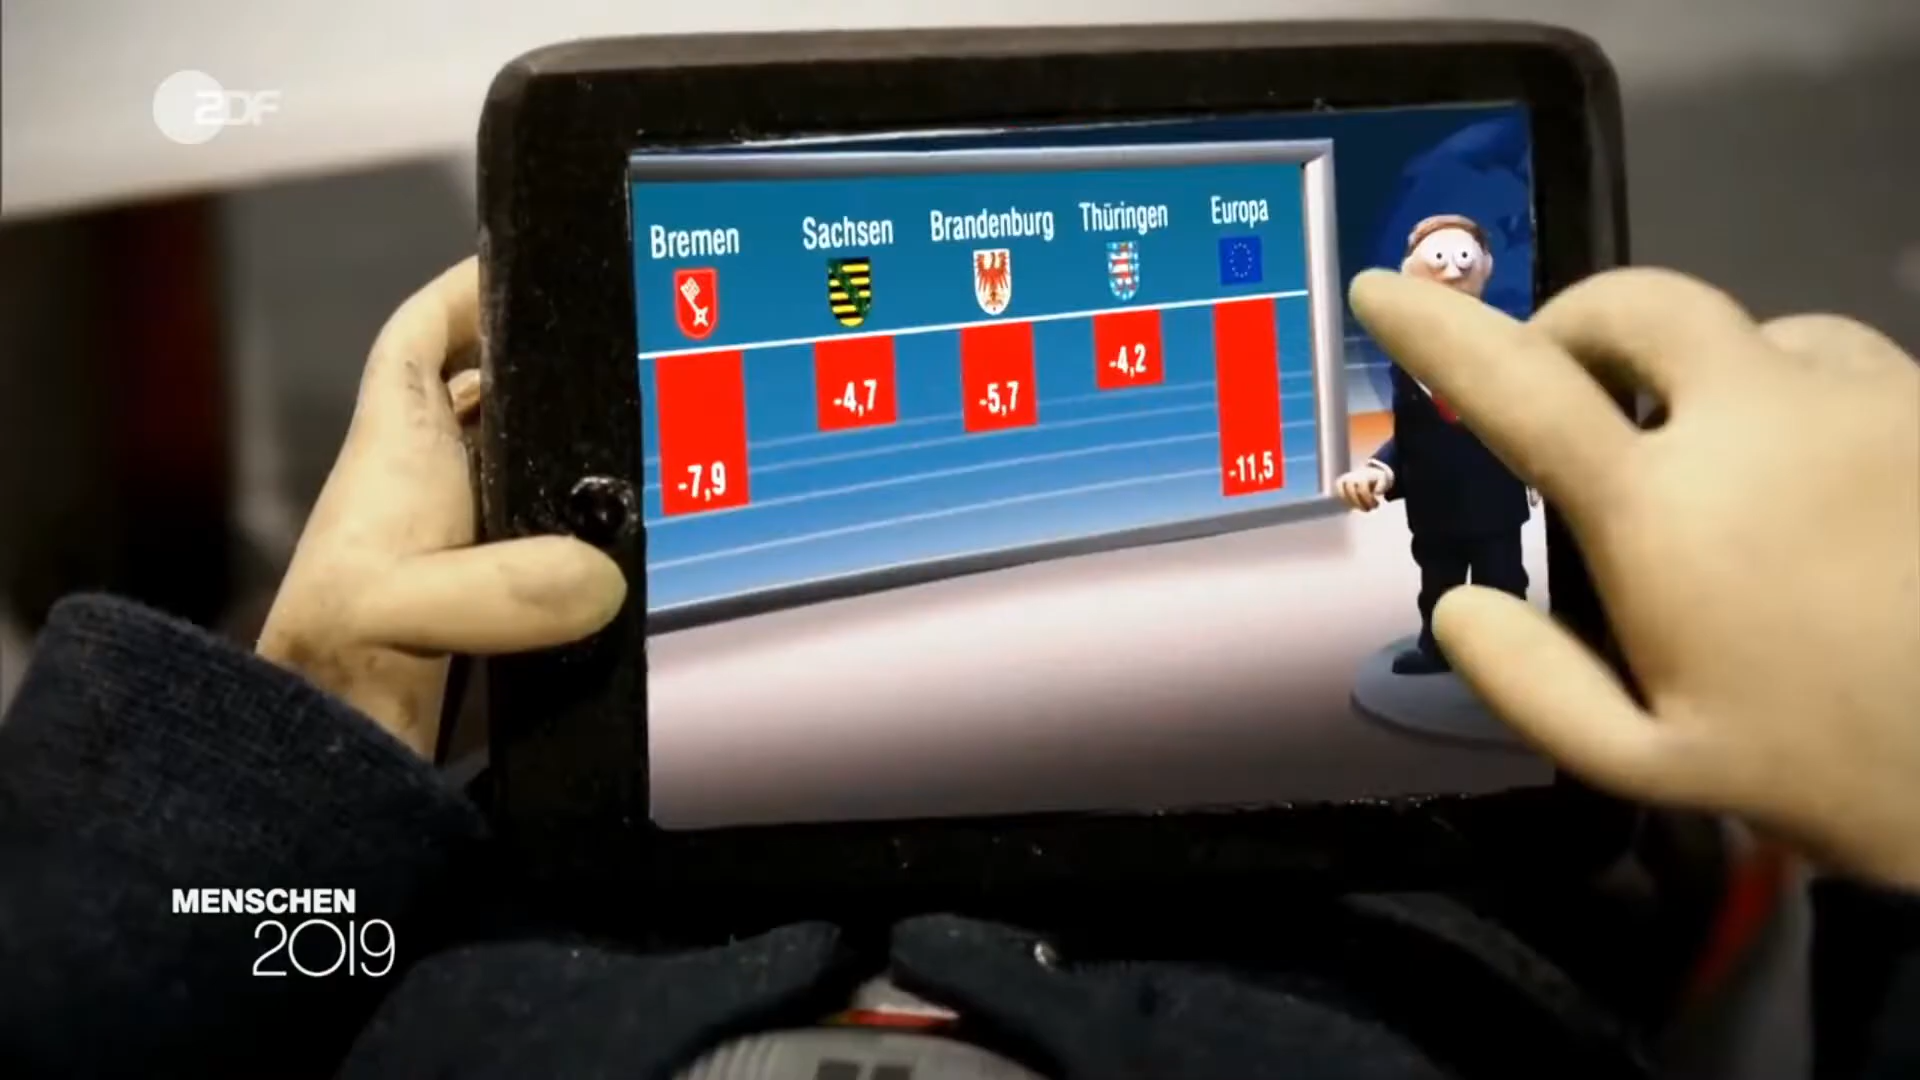 ZDF
Bremen Sachsen Brandenburg Thüringen Europa
-7,9 -4,7 -5,7 -4,2 -11,5
MENSCHEN
2019